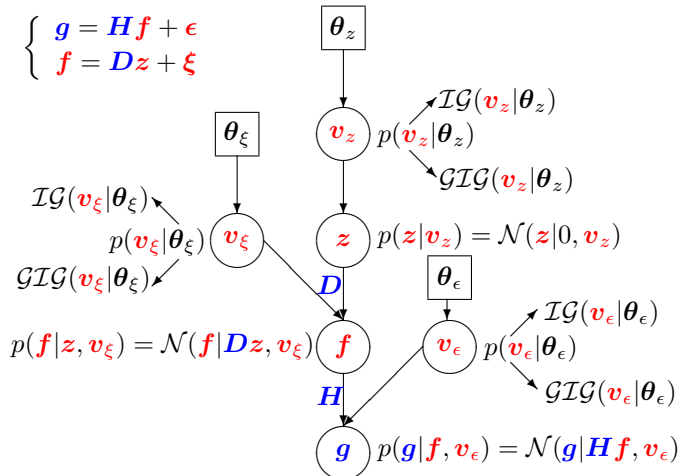 g = Hf + ϵ
f = Dz + ξ
θ_z
IG(v_z|θ_z)
θ_ξ
v_z
p(v_z|θ_z)
GIG(v_z|θ_z)
IG(v_ξ|θ_ξ)
p(v_ξ|θ_ξ)
v_ξ
z
p(z|v_z) = N(z|0, v_z)
GIG(v_ξ|θ_ξ)
D
θ_ϵ
IG(v_ϵ|θ_ϵ)
p(f|z, v_ξ) = N(f|Dz, v_ξ)
f
v_ϵ
p(v_ϵ|θ_ϵ)
GIG(v_ϵ|θ_ϵ)
H
g
p(g|f, v_ϵ) = N(g|Hf, v_ϵ)